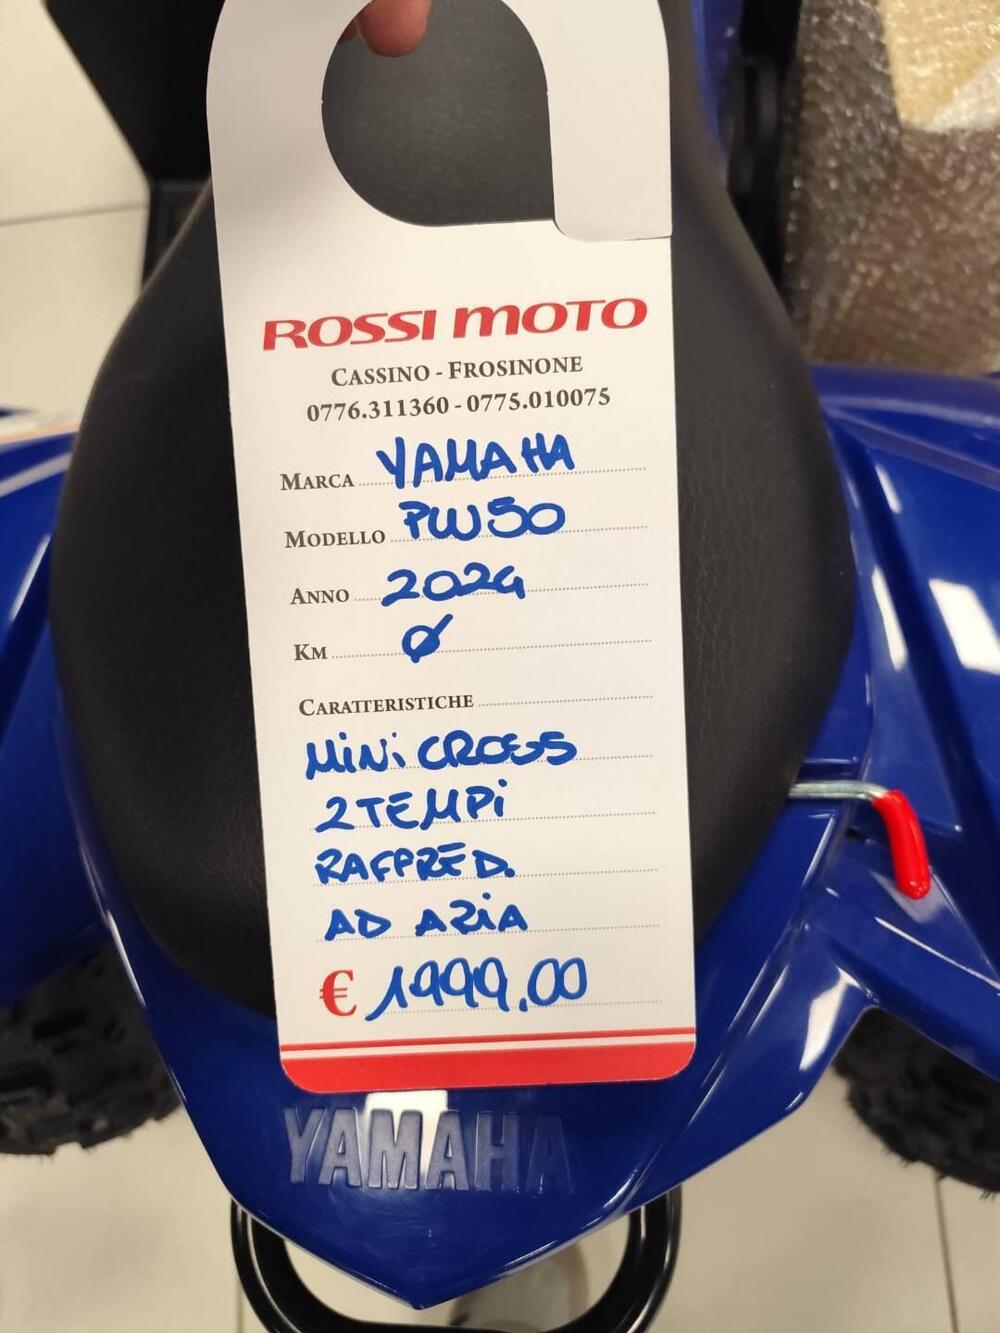 ROSSI MOTO
CASSINO - FROSINONE
0776.311360 - 0775.010075
MARCA YAMAHA
MODELLO PW50
ANNO 2024
KM Ø
CARATTERISTICHE
MINI CROSS
2TEMPI
RAFFRED.
AD ARIA
€ 1999,00
YAMAHA